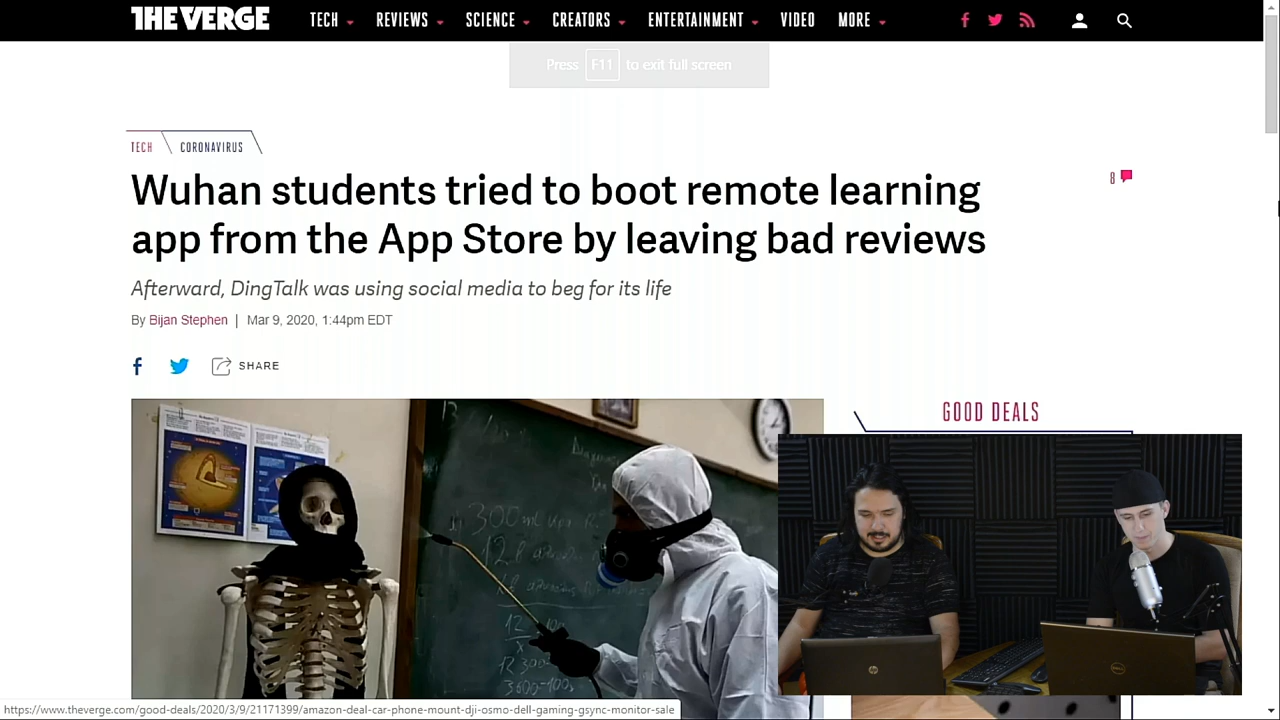 THE VERGE
TECH REVIEWS SCIENCE CREATORS ENTERTAINMENT VIDEO MORE
Press F11 to exit full screen
TECH CORONAVIRUS
Wuhan students tried to boot remote learning
app from the App Store by leaving bad reviews
8
Afterward, DingTalk was using social media to beg for its life
By Bijan Stephen | Mar 9, 2020, 1:44pm EDT
SHARE
GOOD DEALS
300
12
12
https://www.theverge.com/good-deals/2020/3/9/21171399/amazon-deal-car-phone-mount-dji-osmo-dell-gaming-gsync-monitor-sale